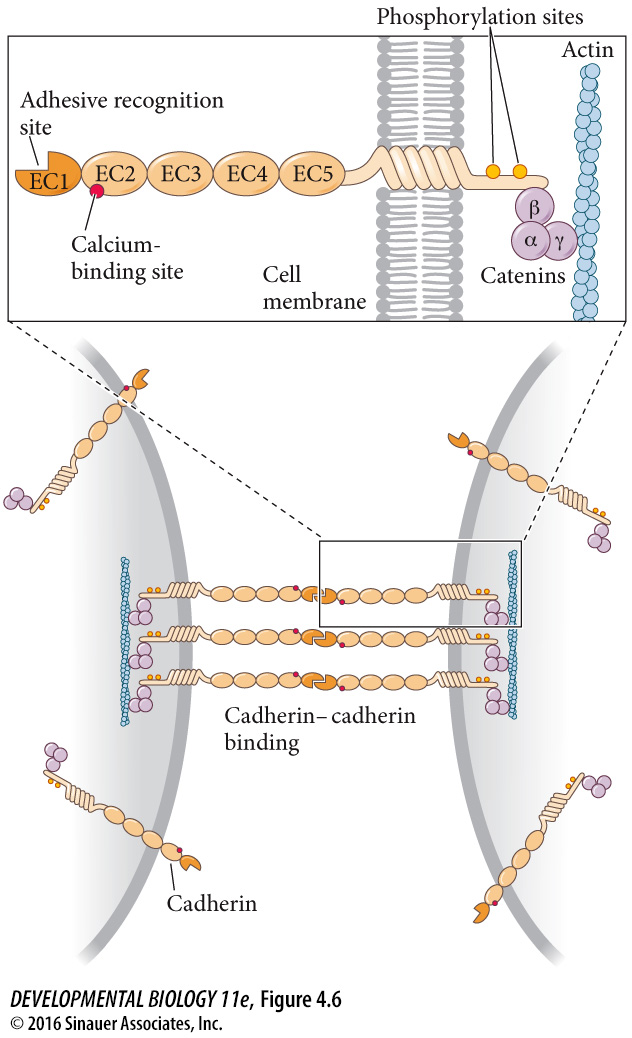 Phosphorylation sites
Actin
Adhesive recognition
site
EC1
EC2
EC3
EC4
EC5
β
α
γ
Calcium-
binding site
Cell
membrane
Catenins
Cadherin–cadherin
binding
Cadherin
DEVELOPMENTAL BIOLOGY 11e, Figure 4.6
© 2016 Sinauer Associates, Inc.